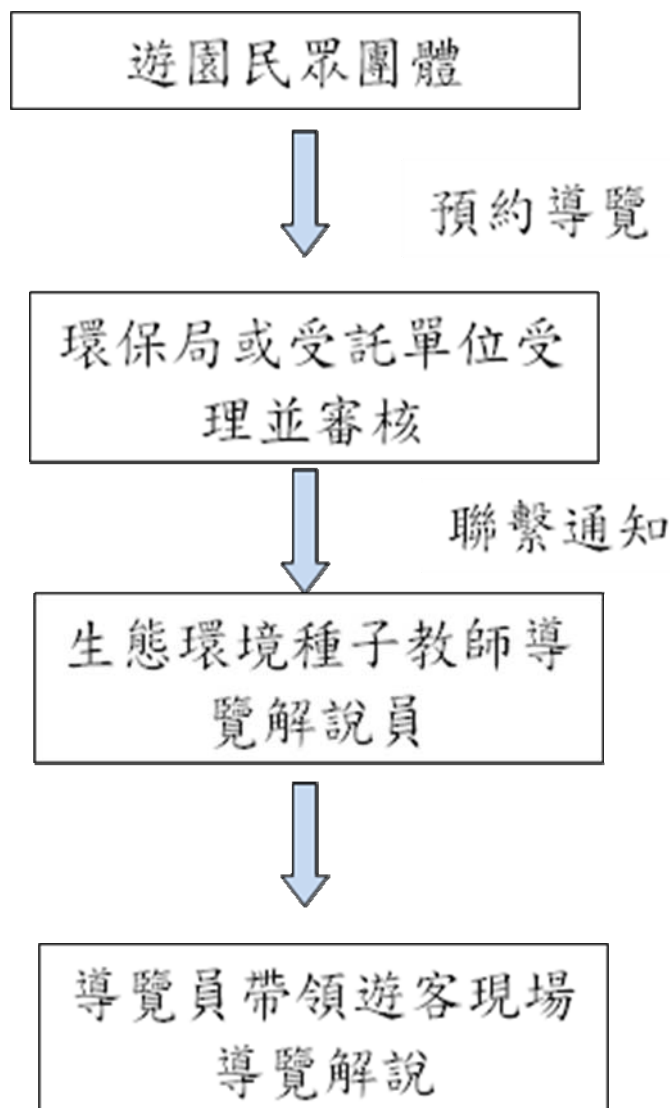 遊園民眾團體
預約導覽
環保局或受託單位受
理並審核
聯繫通知
生態環境種子教師導
覽解說員
導覽員帶領遊客現場
導覽解說